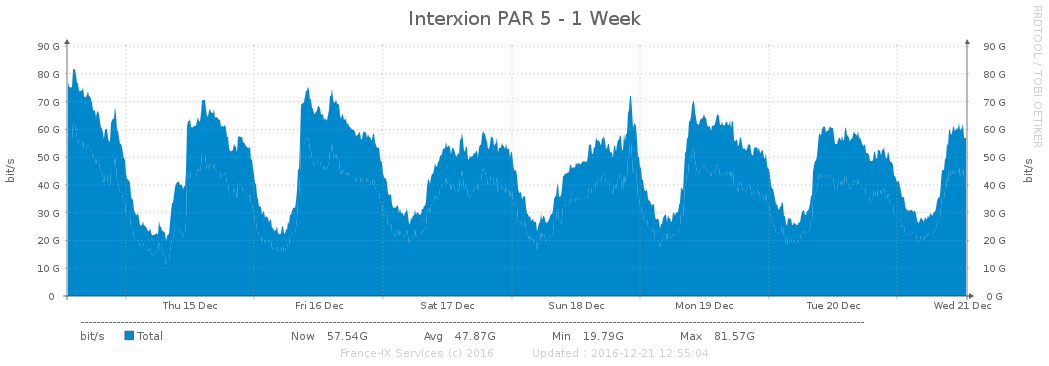 Interxion PAR 5 - 1 Week
RRDTOOL / TOBI OETIKER
bit/s
90 G 90 G
80 G 80 G
70 G 70 G
60 G 60 G
50 G 50 G
40 G 40 G
30 G 30 G
20 G 20 G
10 G 10 G
0 0 G
bit/s
Thu 15 Dec Fri 16 Dec Sat 17 Dec Sun 18 Dec Mon 19 Dec Tue 20 Dec Wed 21 Dec
bit/s Total Now 57.54G Avg 47.87G Min 19.79G Max 81.57G
France-IX Services (c) 2016 Updated : 2016-12-21 12:55:04